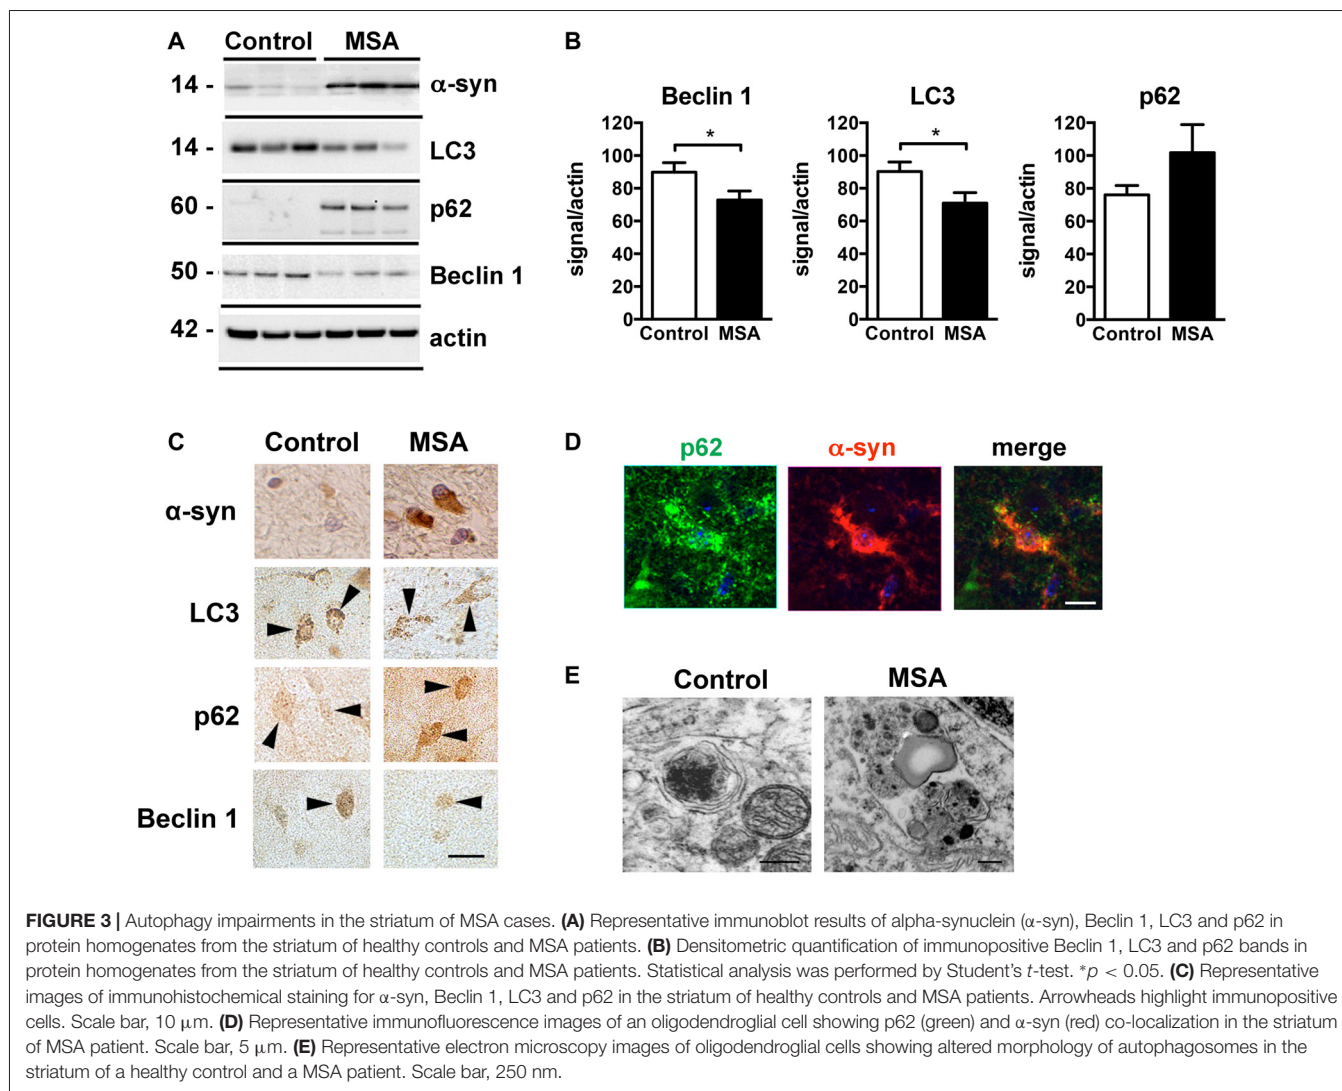 A
Control MSA
14 - α-syn
14 - LC3
60 - p62
50 - Beclin 1
42 - actin
B
Beclin 1
signal/actin
120
100
80
60
40
20
0
*
Control MSA
LC3
signal/actin
120
100
80
60
40
20
0
*
Control MSA
p62
signal/actin
120
100
80
60
40
20
0
Control MSA
C
Control MSA
α-syn
LC3
p62
Beclin 1
D
p62 α-syn merge
E
Control MSA
FIGURE 3 | Autophagy impairments in the striatum of MSA cases. (A) Representative immunoblot results of alpha-synuclein (α-syn), Beclin 1, LC3 and p62 in
protein homogenates from the striatum of healthy controls and MSA patients. (B) Densitometric quantification of immunopositive Beclin 1, LC3 and p62 bands in
protein homogenates from the striatum of healthy controls and MSA patients. Statistical analysis was performed by Student's t-test. *p < 0.05. (C) Representative
images of immunohistochemical staining for α-syn, Beclin 1, LC3 and p62 in the striatum of healthy controls and MSA patients. Arrowheads highlight immunopositive
cells. Scale bar, 10 μm. (D) Representative immunofluorescence images of an oligodendroglial cell showing p62 (green) and α-syn (red) co-localization in the striatum
of MSA patient. Scale bar, 5 μm. (E) Representative electron microscopy images of oligodendroglial cells showing altered morphology of autophagosomes in the
striatum of a healthy control and a MSA patient. Scale bar, 250 nm.